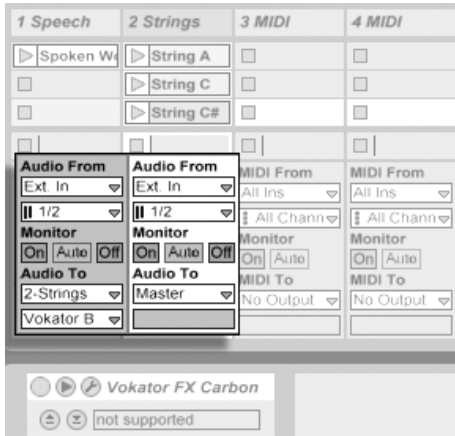 1 Speech 2 Strings 3 MIDI 4 MIDI
Spoken We String A
String C
String C#
Audio From Audio From MIDI From MIDI From
Ext. In Ext. In All Ins All Ins
1/2 1/2 All Chann All Chann
Monitor Monitor Monitor Monitor
On Auto Off On Auto Off On Auto On Auto
Audio To Audio To MIDI To MIDI To
2-Strings Master No Output No Output
Vokator B
Vokator FX Carbon
not supported